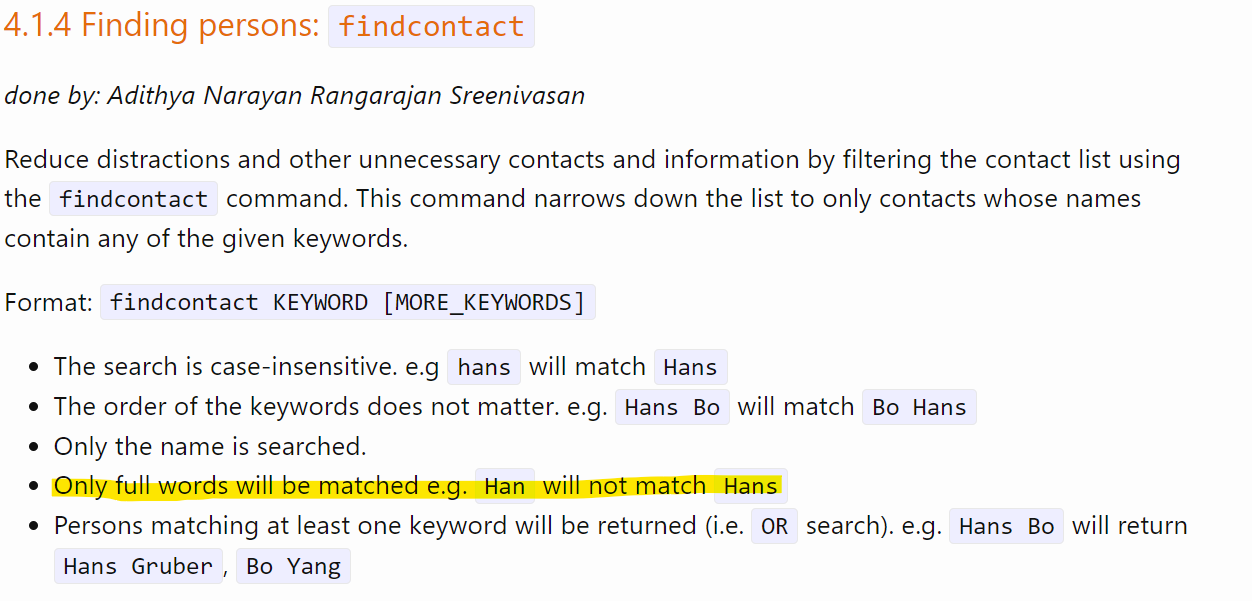 4.1.4 Finding persons: findcontact
done by: Adithya Narayan Rangarajan Sreenivasan
Reduce distractions and other unnecessary contacts and information by filtering the contact list using
the findcontact command. This command narrows down the list to only contacts whose names
contain any of the given keywords.
Format: findcontact KEYWORD [MORE_KEYWORDS]
• The search is case-insensitive. e.g hans will match Hans
• The order of the keywords does not matter. e.g. Hans Bo will match Bo Hans
• Only the name is searched.
• Only full words will be matched e.g. Han will not match Hans
• Persons matching at least one keyword will be returned (i.e. OR search). e.g. Hans Bo will return
Hans Gruber, Bo Yang